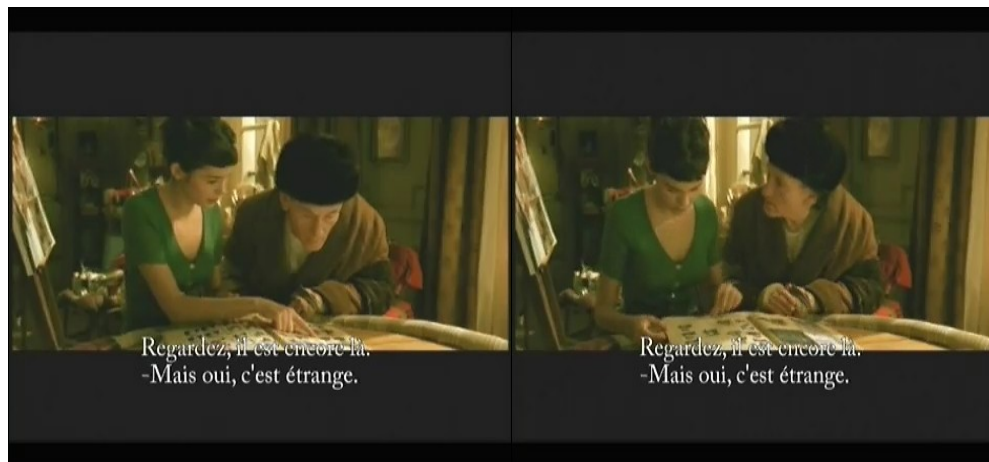 Regardez, il est encore là.
-Mais oui, c'est étrange.
Regardez, il est encore là.
-Mais oui, c'est étrange.